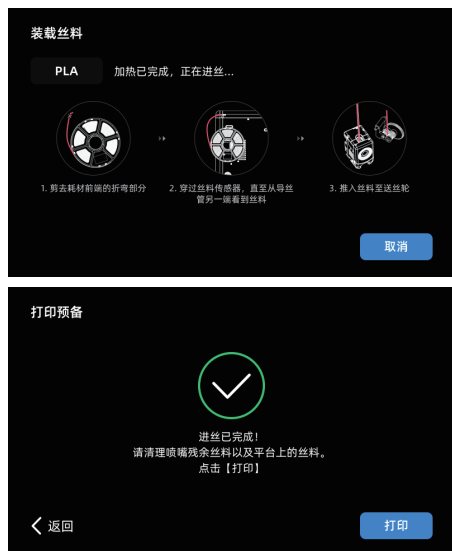 装载丝料
PLA
加热已完成，正在进丝...
1. 剪去耗材前端的折弯部分
2. 穿过丝料传感器，直至从导丝
管另一端看到丝料
3. 推入丝料至送丝轮
取消
打印预备
进丝已完成！
请清理喷嘴残余丝料以及平台上的丝料。
点击【打印】
返回
打印